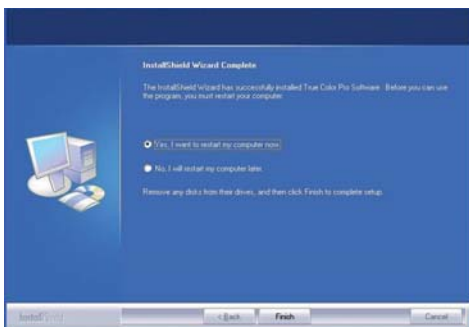 InstallShield Wizard Complete
The InstallShield Wizard has successfully installed True Color Pro Software. Before you can use
the program, you must restart your computer.
Yes, I want to restart my computer now.
No, I will restart my computer later.
Remove any disks from their drives, and then click Finish to complete setup.
InstallShield
< Back
Finish
Cancel